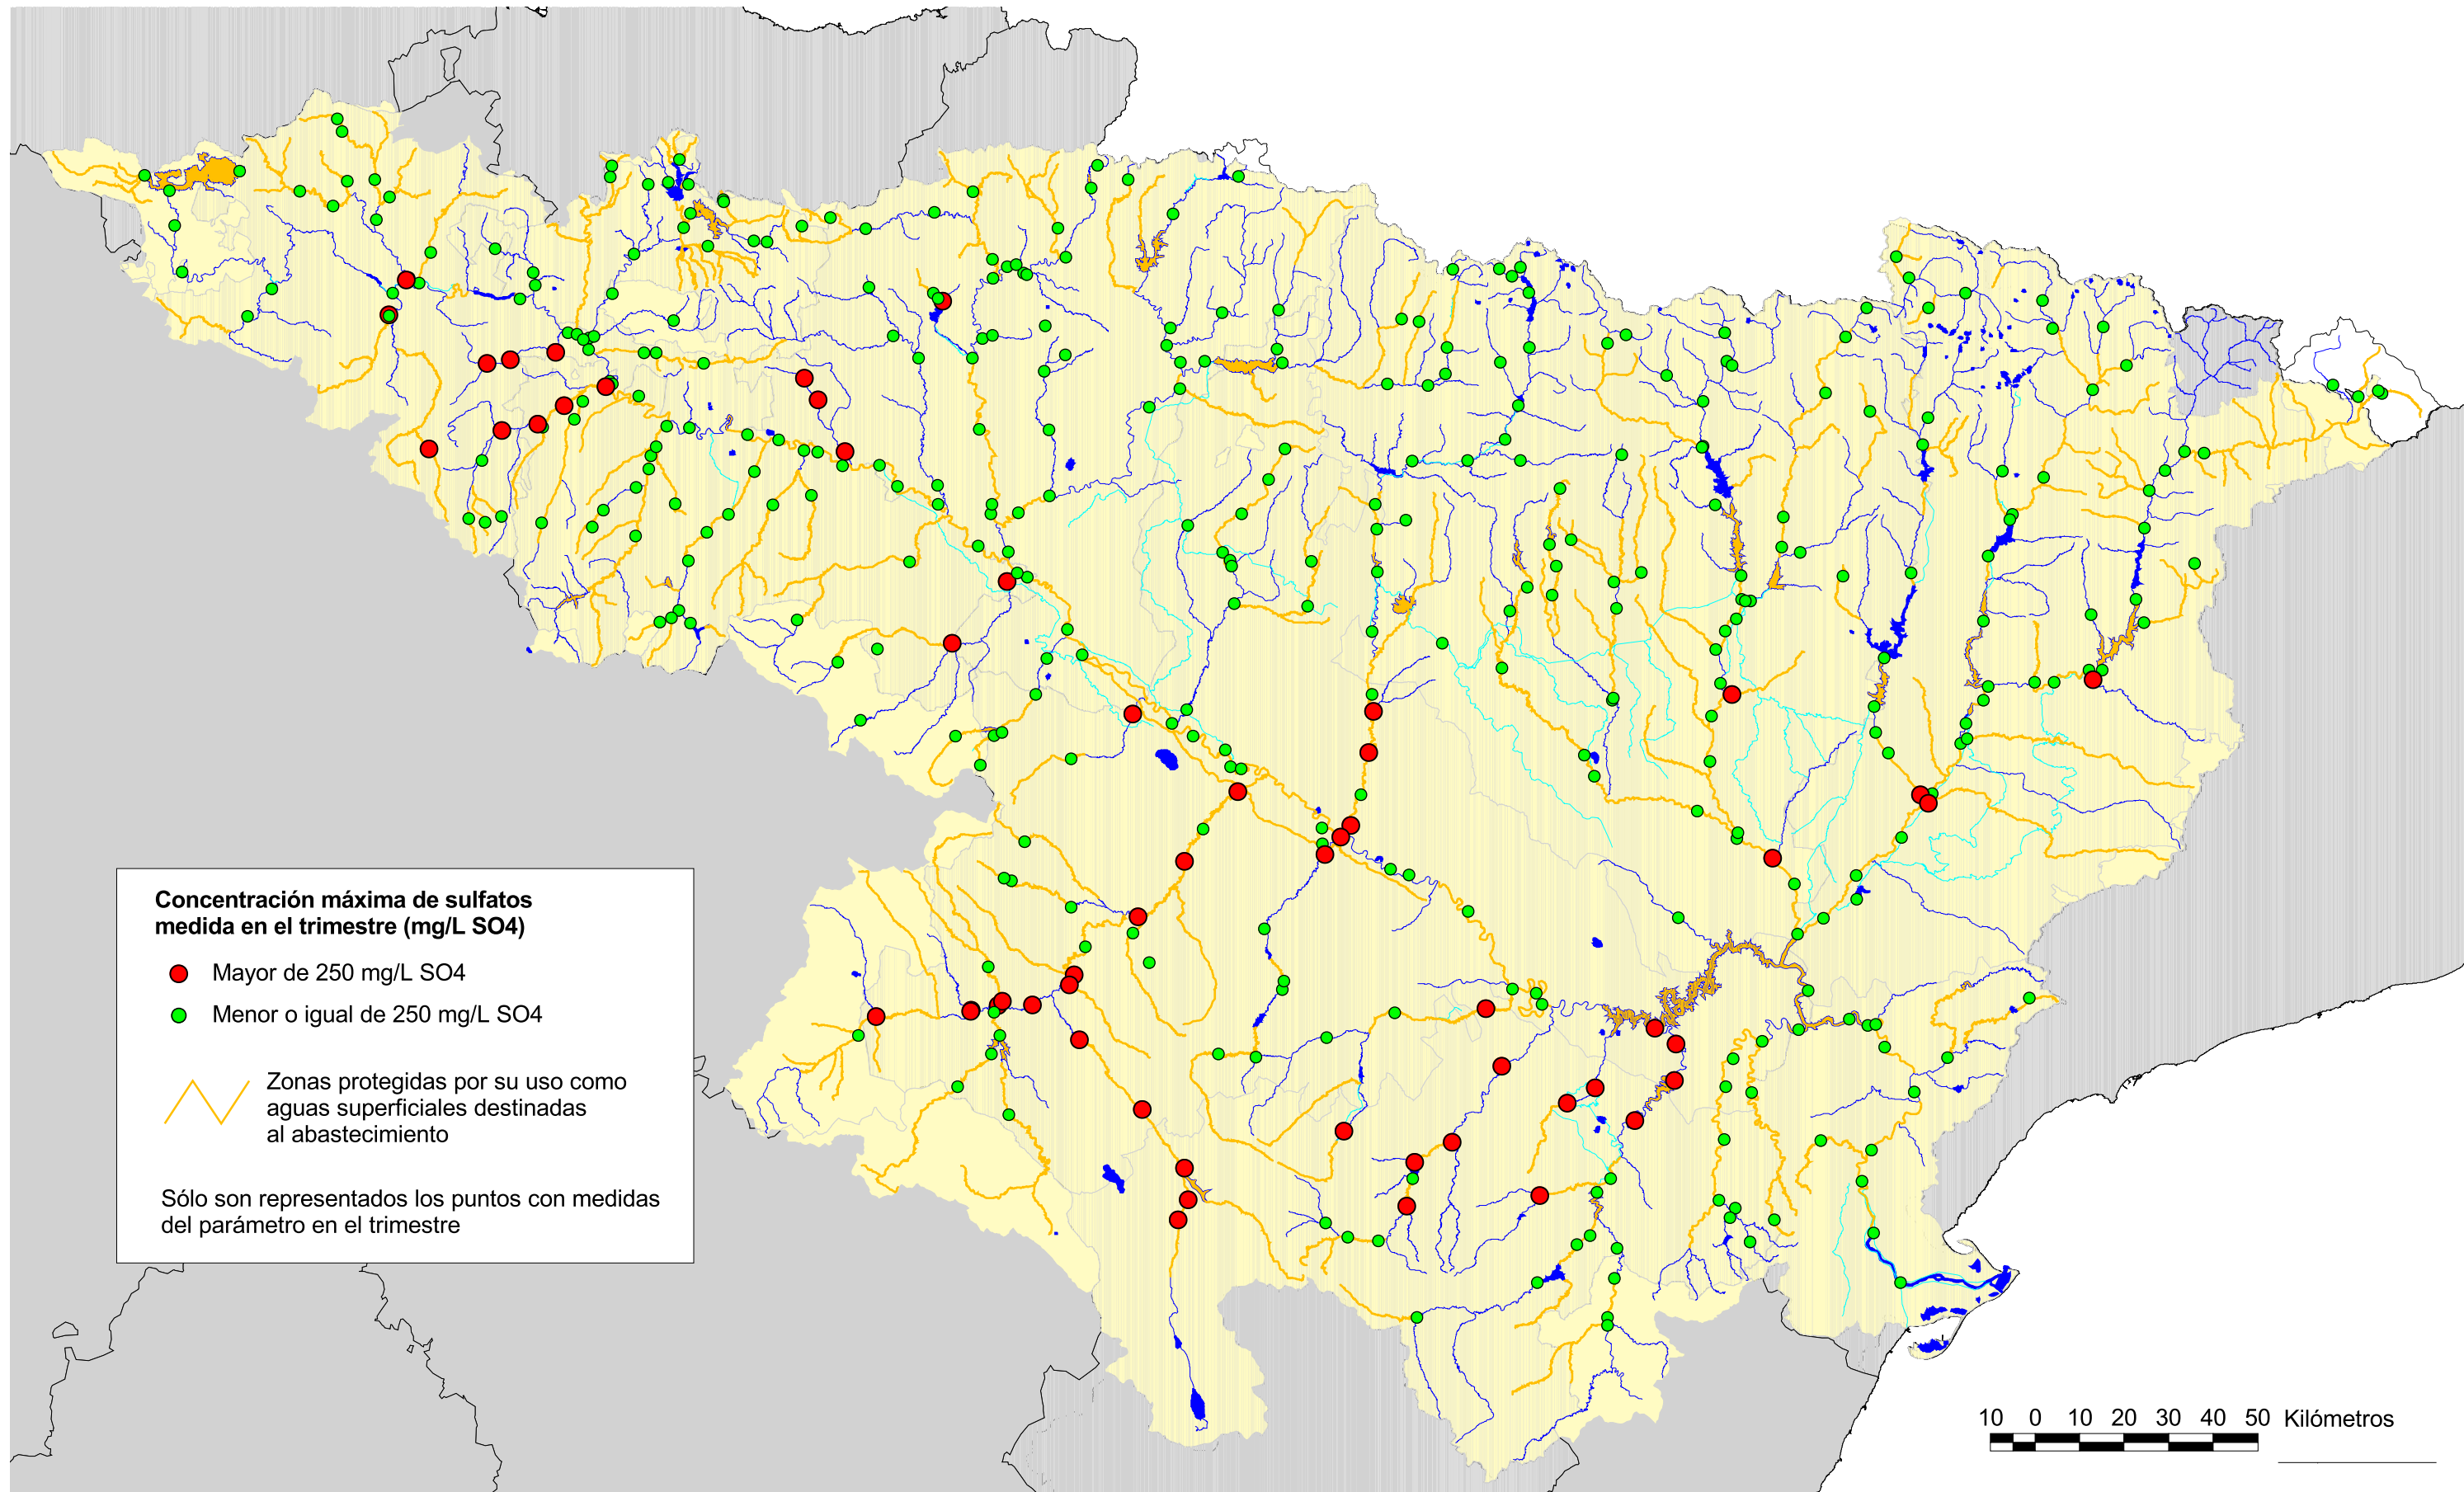 Concentración máxima de sulfatos
medida en el trimestre (mg/L SO4)
Mayor de 250 mg/L SO4
Menor o igual de 250 mg/L SO4
Zonas protegidas por su uso como
aguas superficiales destinadas
al abastecimiento
Sólo son representados los puntos con medidas
del parámetro en el trimestre
10 0 10 20 30 40 50 Kilómetros